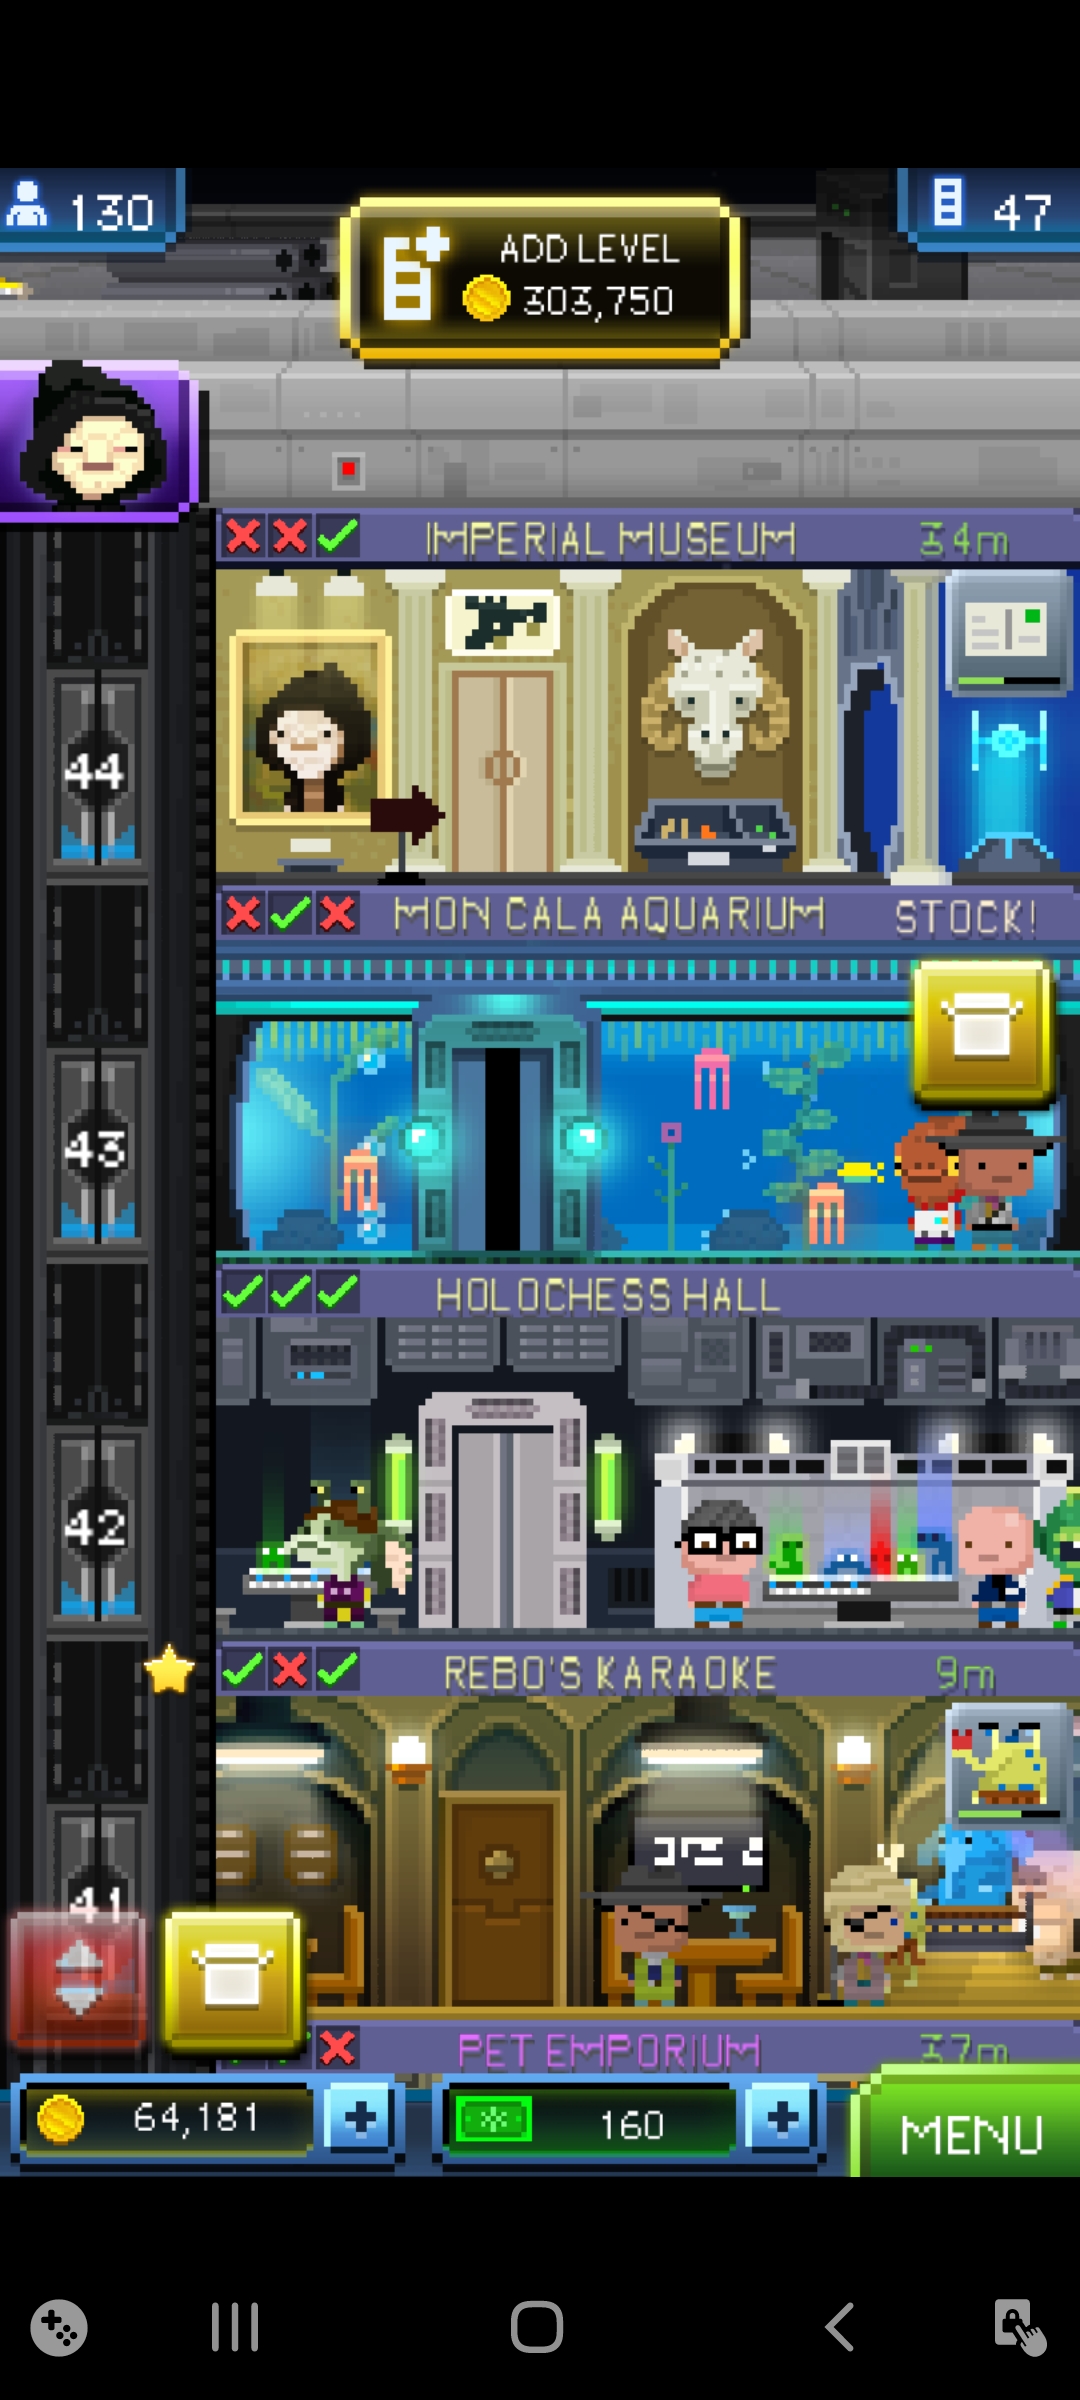 130
ADD LEVEL
303,750
47
IMPERIAL MUSEUM 34m
44
MON CALA AQUARIUM STOCK!
43
HOLOCHESS HALL
42
REBO'S KARAOKE 9m
41
PET EMPORIUM 37m
64,181
160
MENU